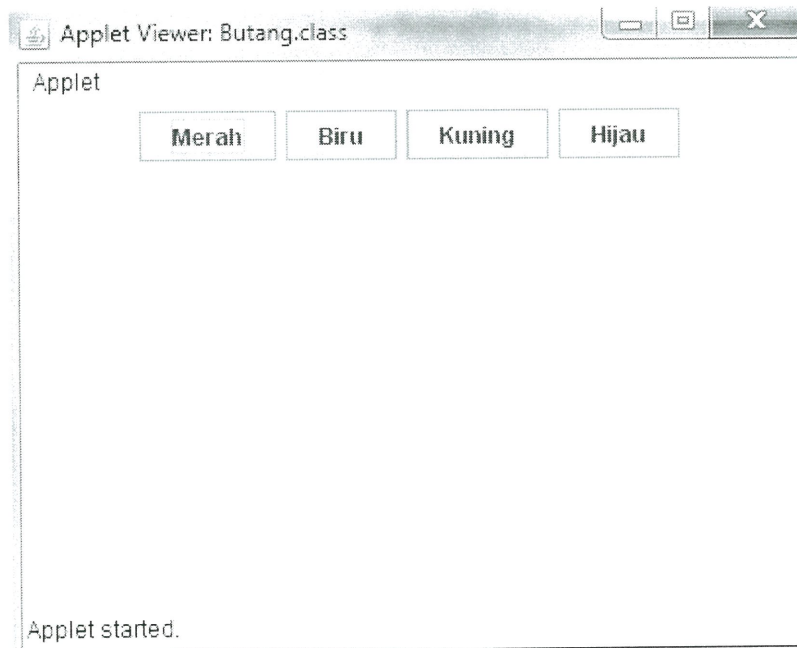 Applet Viewer: Butang.class
Applet
Merah Biru Kuning Hijau
Applet started.